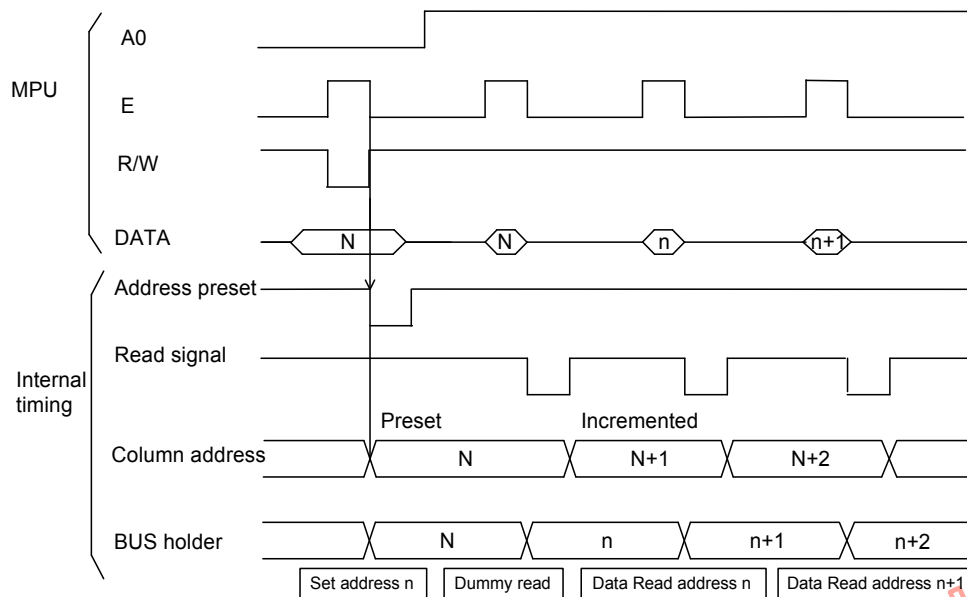 MPU
A0
E
R/W
DATA N N n n+1
Internal
timing
Address preset
Read signal
Preset Incremented
Column address N N+1 N+2
BUS holder N n n+1 n+2
Set address n Dummy read Data Read address n Data Read address n+1